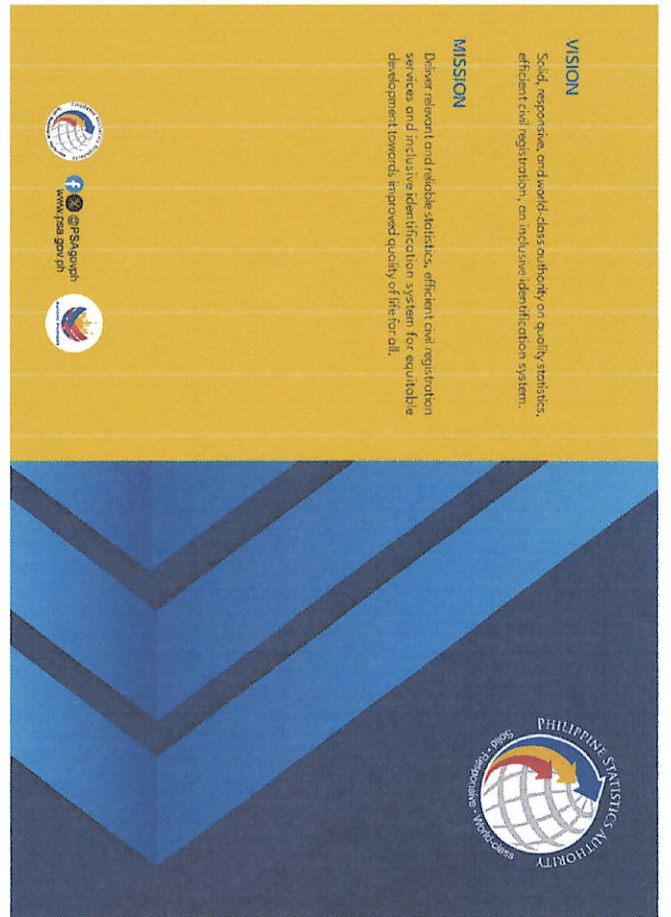 VISION
Solid, responsive, and world-class authority on quality statistics,
efficient civil registration, an inclusive identification system.
MISSION
Deliver relevant and reliable statistics, efficient civil registration
services and inclusive identification system for equitable
development towards improved quality of life for all.
@PSAgovph
www.psa.gov.ph
PHILIPPINE STATISTICS AUTHORITY
Solid • Responsive • World-class